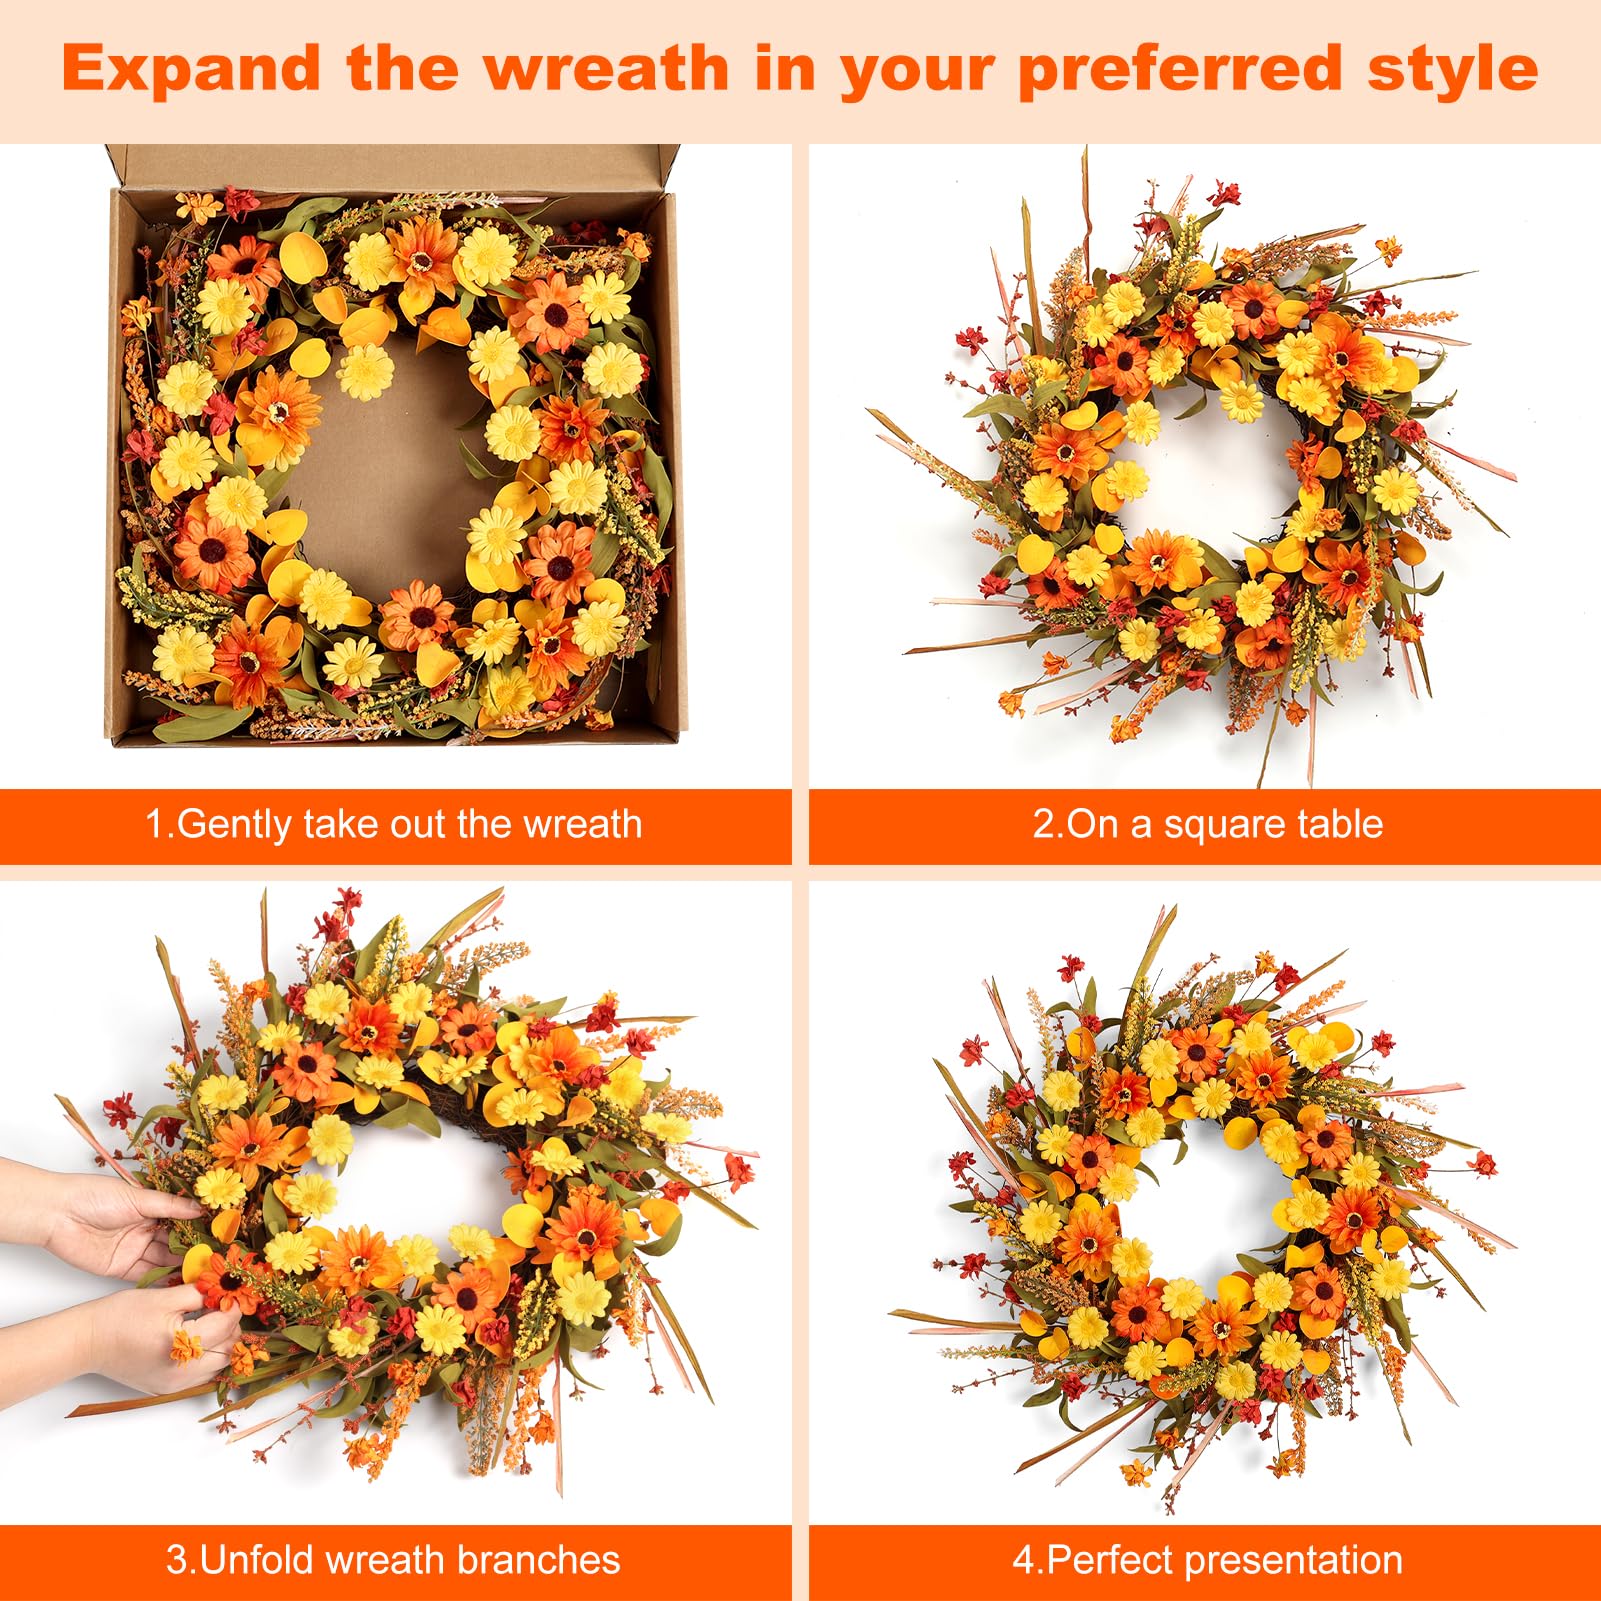 Expand the wreath in your preferred style
1.Gently take out the wreath
2.On a square table
3.Unfold wreath branches
4.Perfect presentation